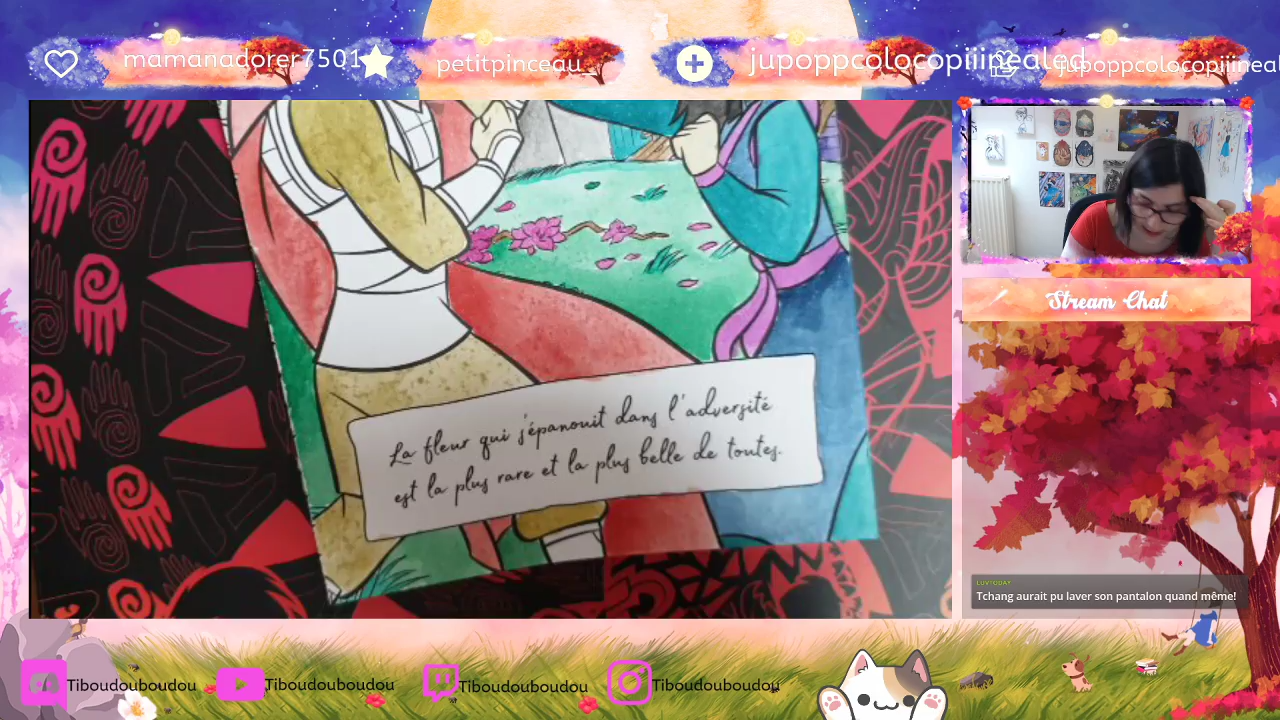 mamanadorer7501
petitpinceau
jupoppcolocopiiinealed
jupoppcolocopiiineal
Stream Chat
La fleur qui s'épanouit dans l'adversité
est la plus rare et la plus belle de toutes.
LUVTODAY
Tchang aurait pu laver son pantalon quand même!
Tiboudouboudou
Tiboudouboudou
Tiboudouboudou
Tiboudouboudou